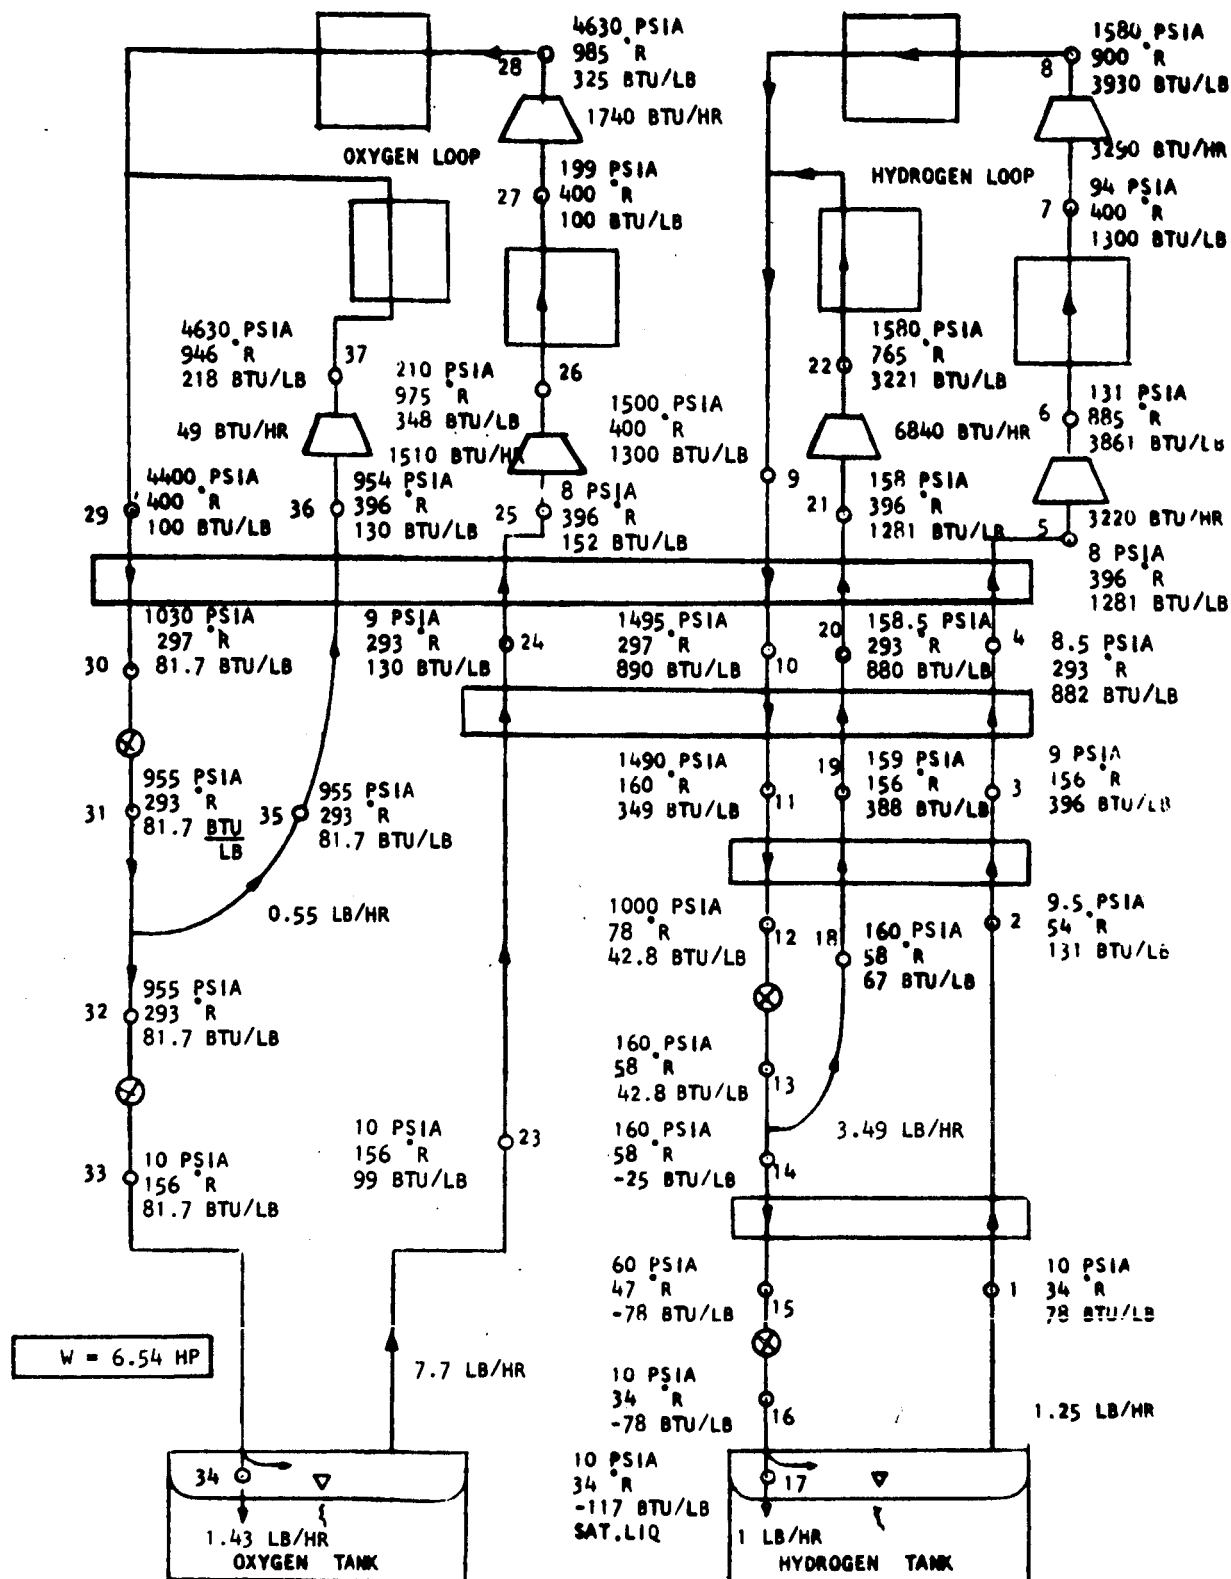 4630 PSIA
985 °R
325 BTU/LB
28
1740 BTU/HR
OXYGEN LOOP
199 PSIA
400 °R
100 BTU/LB
27
1580 PSIA
900 °R
3930 BTU/LB
8
3290 BTU/HR
HYDROGEN LOOP
94 PSIA
400 °R
1300 BTU/LB
7
4630 PSIA
946 °R
218 BTU/LB
37
49 BTU/HR
210 PSIA
975 °R
348 BTU/LB
26
1510 BTU/HR
1500 PSIA
400 °R
1300 BTU/LB
9
1580 PSIA
765 °R
3221 BTU/LB
22
6840 BTU/HR
131 PSIA
885 °R
3861 BTU/LB
6
3220 BTU/HR
4400 PSIA
400 °R
100 BTU/LB
29
954 PSIA
396 °R
130 BTU/LB
36
8 PSIA
396 °R
152 BTU/LB
25
158 PSIA
396 °R
1281 BTU/LB
21
5
8 PSIA
396 °R
1281 BTU/LB
1030 PSIA
297 °R
81.7 BTU/LB
30
9 PSIA
293 °R
130 BTU/LB
24
1495 PSIA
297 °R
890 BTU/LB
10
20
158.5 PSIA
293 °R
880 BTU/LB
4
8.5 PSIA
293 °R
882 BTU/LB
955 PSIA
293 °R
81.7 BTU
LB
31
35
955 PSIA
293 °R
81.7 BTU/LB
0.55 LB/HR
1490 PSIA
160 °R
349 BTU/LB
11
19
159 PSIA
156 °R
388 BTU/LB
3
9 PSIA
156 °R
396 BTU/LB
32
955 PSIA
293 °R
81.7 BTU/LB
1000 PSIA
78 °R
42.8 BTU/LB
12
18
160 PSIA
58 °R
67 BTU/LB
2
9.5 PSIA
54 °R
131 BTU/LB
160 PSIA
58 °R
42.8 BTU/LB
13
3.49 LB/HR
33
10 PSIA
156 °R
81.7 BTU/LB
10 PSIA
156 °R
99 BTU/LB
23
160 PSIA
58 °R
-25 BTU/LB
14
60 PSIA
47 °R
-78 BTU/LB
15
1
10 PSIA
34 °R
78 BTU/LB
W = 6.54 HP
7.7 LB/HR
10 PSIA
34 °R
-78 BTU/LB
16
1.25 LB/HR
34
1.43 LB/HR
OXYGEN TANK
10 PSIA
34 °R
-117 BTU/LB
SAT.LIQ
17
1 LB/HR
HYDROGEN TANK